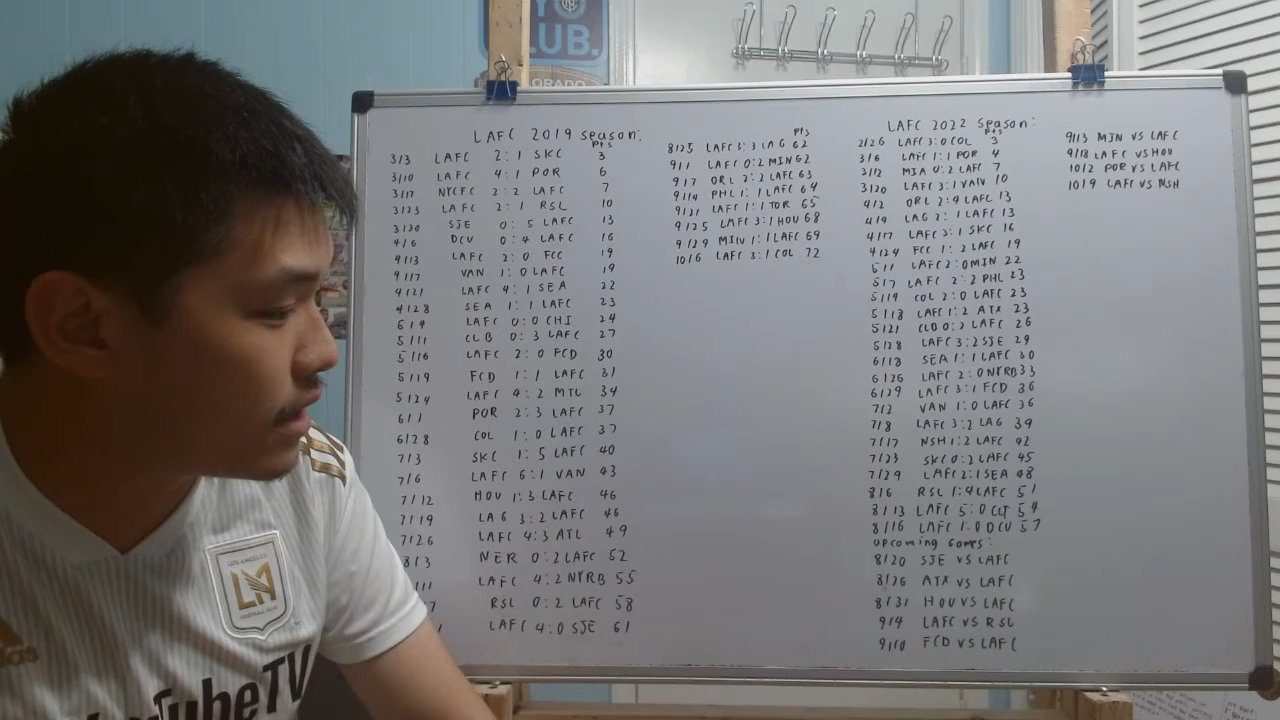 YO
CLUB.
ORADO
LAFC 2019 season:
Pts
3/3 LAFC 2:1 SKC 3
3/10 LAFC 4:1 POR 6
3/17 NYCFC 2:2 LAFC 7
3/23 LAFC 2:1 RSL 10
3/30 SJE 0:5 LAFC 13
4/6 DCU 0:4 LAFC 16
4/13 LAFC 2:0 FCC 19
4/17 VAN 1:0 LAFC 19
4/21 LAFC 4:1 SEA 22
4/28 SEA 1:1 LAFC 23
5/4 LAFC 0:0 CHI 24
5/11 CLB 0:3 LAFC 27
5/16 LAFC 2:0 FCD 30
5/19 FCD 1:1 LAFC 31
5/24 LAFC 4:2 MTL 34
6/1 POR 2:3 LAFC 37
6/28 COL 1:0 LAFC 37
7/3 SKC 1:5 LAFC 40
7/6 LAFC 6:1 VAN 43
7/12 HOU 1:3 LAFC 46
7/19 LAG 3:2 LAFC 46
7/26 LAFC 4:3 ATL 49
8/3 NER 0:2 LAFC 52
/11 LAFC 4:2 NYRB 55
7 RSL 0:2 LAFC 58
LAFC 4:0 SJE 61
Pts
8/25 LAFC 3:3 LAG 62
9/1 LAFC 0:2 MIN 62
9/7 ORL 2:2 LAFC 63
9/14 PHL 1:1 LAFC 64
9/21 LAFC 1:1 TOR 65
9/25 LAFC 3:1 HOU 68
9/29 MIN 1:1 LAFC 69
10/6 LAFC 3:1 COL 72
LAFC 2022 season:
Pts
2/26 LAFC 3:0 COL 3
3/6 LAFC 1:1 POR 4
3/12 MIA 0:2 LAFC 7
3/20 LAFC 3:1 VAN 10
4/2 ORL 2:4 LAFC 13
4/9 LAG 2:1 LAFC 13
4/17 LAFC 3:1 SKC 16
4/24 FCC 1:2 LAFC 19
5/1 LAFC 2:0 MIN 22
5/7 LAFC 2:2 PHL 23
5/14 COL 2:0 LAFC 23
5/18 LAFC 1:2 ATX 23
5/21 CLB 0:2 LAFC 26
5/28 LAFC 3:2 SJE 29
6/18 SEA 1:1 LAFC 30
6/26 LAFC 2:0 NYRB 33
6/29 LAFC 3:1 FCD 36
7/2 VAN 1:0 LAFC 36
7/8 LAFC 3:2 LAG 39
7/17 NSH 1:2 LAFC 42
7/23 SKC 0:2 LAFC 45
7/29 LAFC 2:1 SEA 48
8/6 RSL 1:4 LAFC 51
8/13 LAFC 5:0 CLT 54
8/16 LAFC 1:0 DCU 57
Upcoming Games:
8/20 SJE VS LAFC
8/26 ATX VS LAFC
8/31 HOU VS LAFC
9/4 LAFC VS RSL
9/10 FCD VS LAFC
9/13 MIN VS LAFC
9/18 LAFC VS HOU
10/2 POR VS LAFC
10/9 LAFC VS NSH
LOS ANGELES
LA
FOOTBALL CLUB
adidas
YouTubeTV